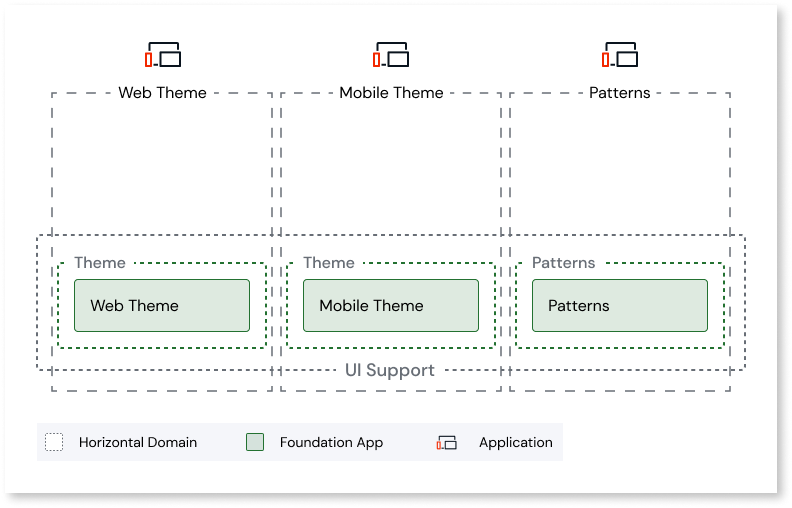 Web Theme
Mobile Theme
Patterns
Theme
Theme
Patterns
Web Theme
Mobile Theme
Patterns
UI Support
Horizontal Domain
Foundation App
Application